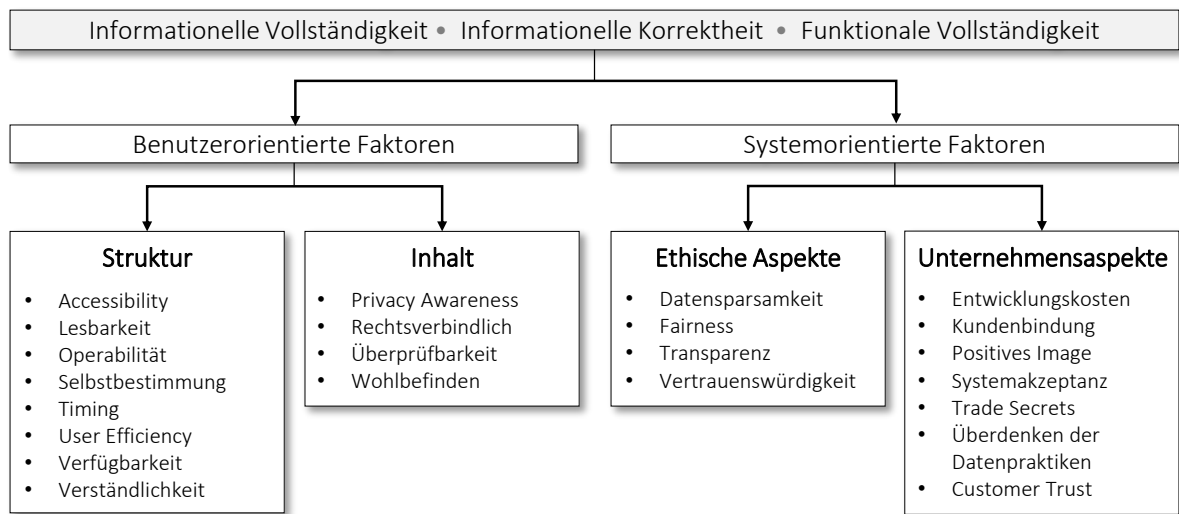 Informationelle Vollständigkeit • Informationelle Korrektheit • Funktionale Vollständigkeit
Benutzerorientierte Faktoren
Systemorientierte Faktoren
Struktur
• Accessibility
• Lesbarkeit
• Operabilität
• Selbstbestimmung
• Timing
• User Efficiency
• Verfügbarkeit
• Verständlichkeit
Inhalt
• Privacy Awareness
• Rechtsverbindlich
• Überprüfbarkeit
• Wohlbefinden
Ethische Aspekte
• Datensparsamkeit
• Fairness
• Transparenz
• Vertrauenswürdigkeit
Unternehmensaspekte
• Entwicklungskosten
• Kundenbindung
• Positives Image
• Systemakzeptanz
• Trade Secrets
• Überdenken der
Datenpraktiken
• Customer Trust